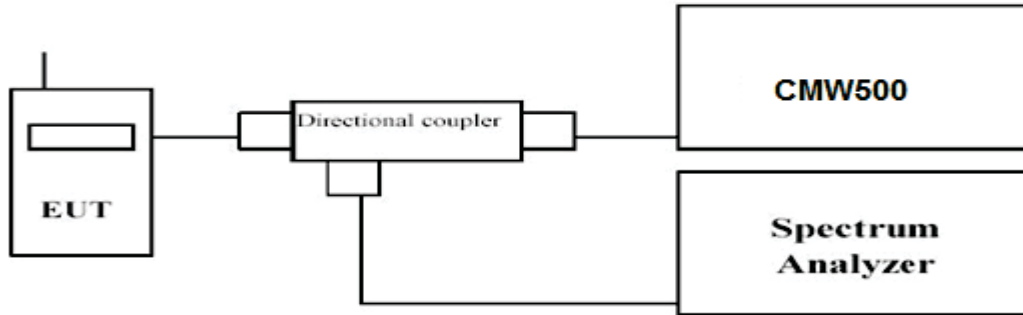 CMW500
Directional coupler
EUT
Spectrum
Analyzer